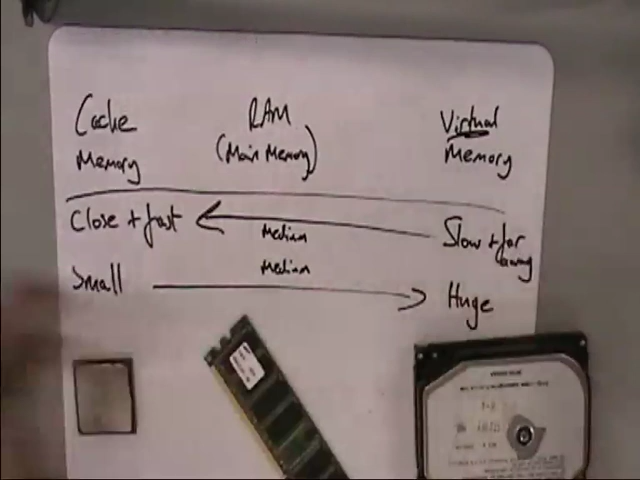 Cache
Memory
RAM
(Main Memory)
Virtual
Memory
Close + fast
Medium
Slow + far
away
Small
Medium
Huge